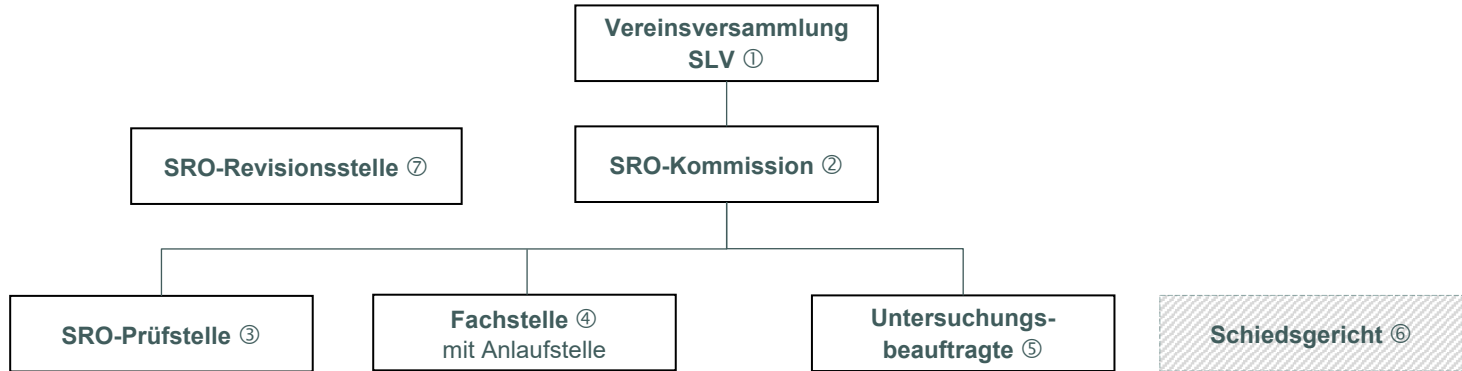 Vereinsversammlung
SLV ①
SRO-Revisionsstelle ⑦
SRO-Kommission ②
SRO-Prüfstelle ③
Fachstelle ④
mit Anlaufstelle
Untersuchungs-
beauftragte ⑤
Schiedsgericht ⑥